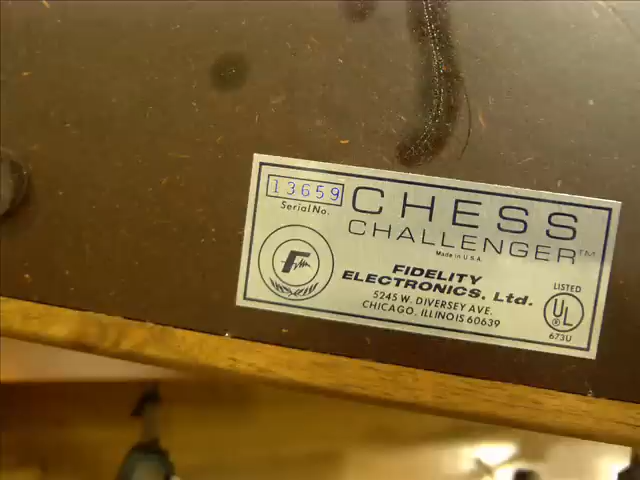 13659
Serial No.
CHESS
CHALLENGER™
Made in U.S.A.
F
FIDELITY
ELECTRONICS. Ltd.
5245 W. DIVERSEY AVE.
CHICAGO, ILLINOIS 60639
LISTED
UL
®
673U